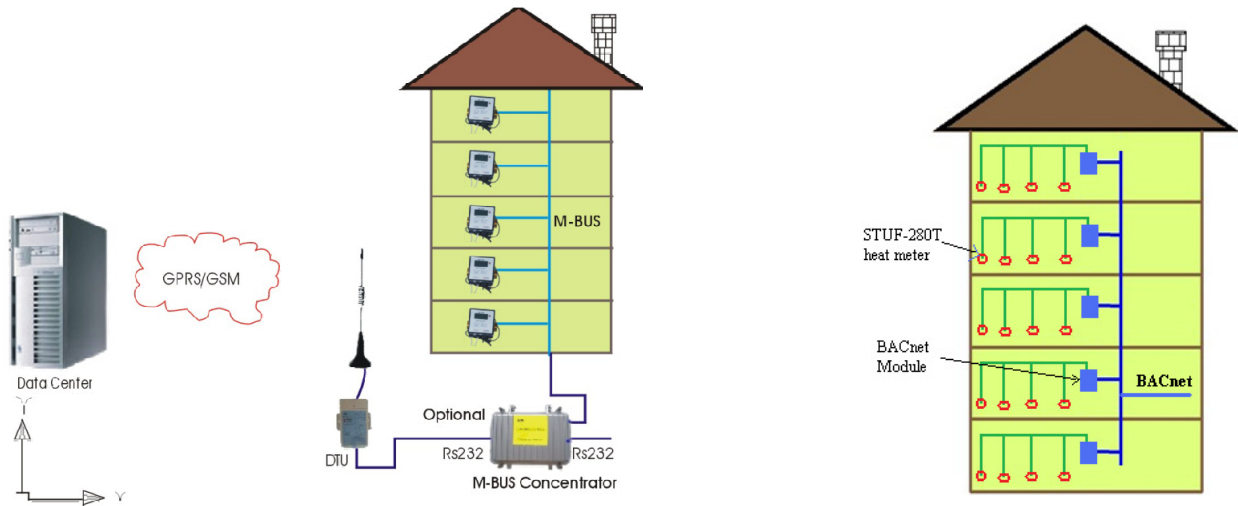 M-BUS
GPRS/GSM
Data Center
Y
Y
DTU
Optional
Rs232
Rs232
M-BUS Concentrator
STUF-280T
heat meter
BACnet
Module
BACnet